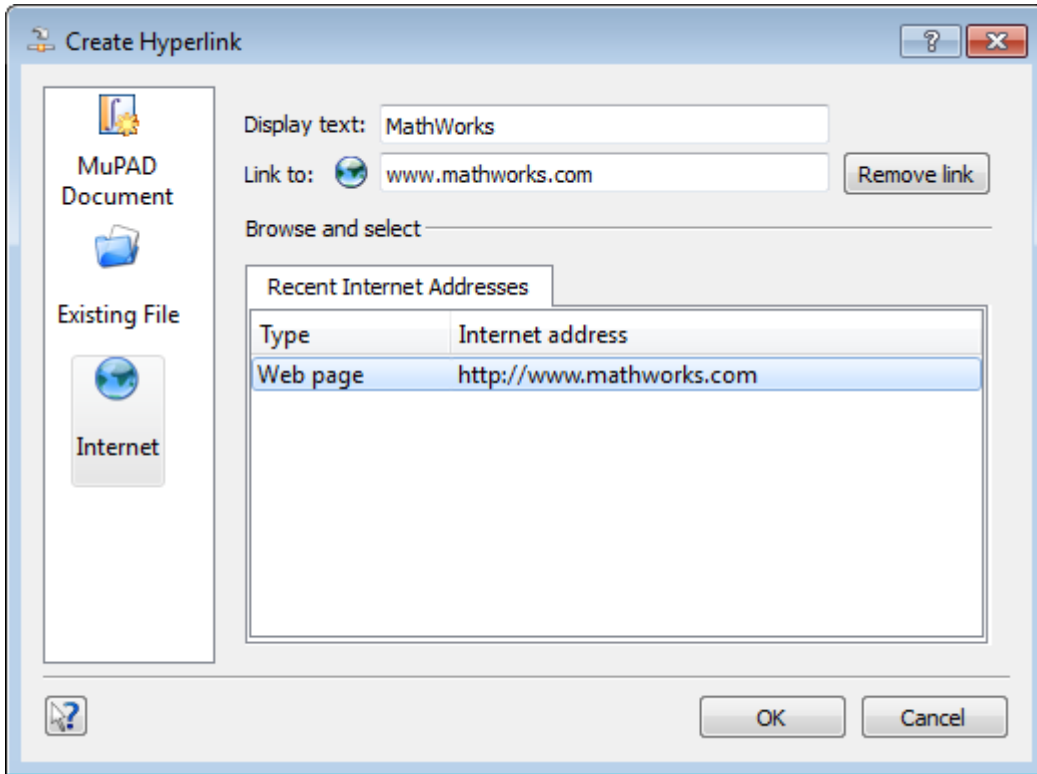 Create Hyperlink
MuPAD
Document
Existing File
Internet
Display text: MathWorks
Link to: www.mathworks.com Remove link
Browse and select
Recent Internet Addresses
Type Internet address
Web page http://www.mathworks.com
OK Cancel